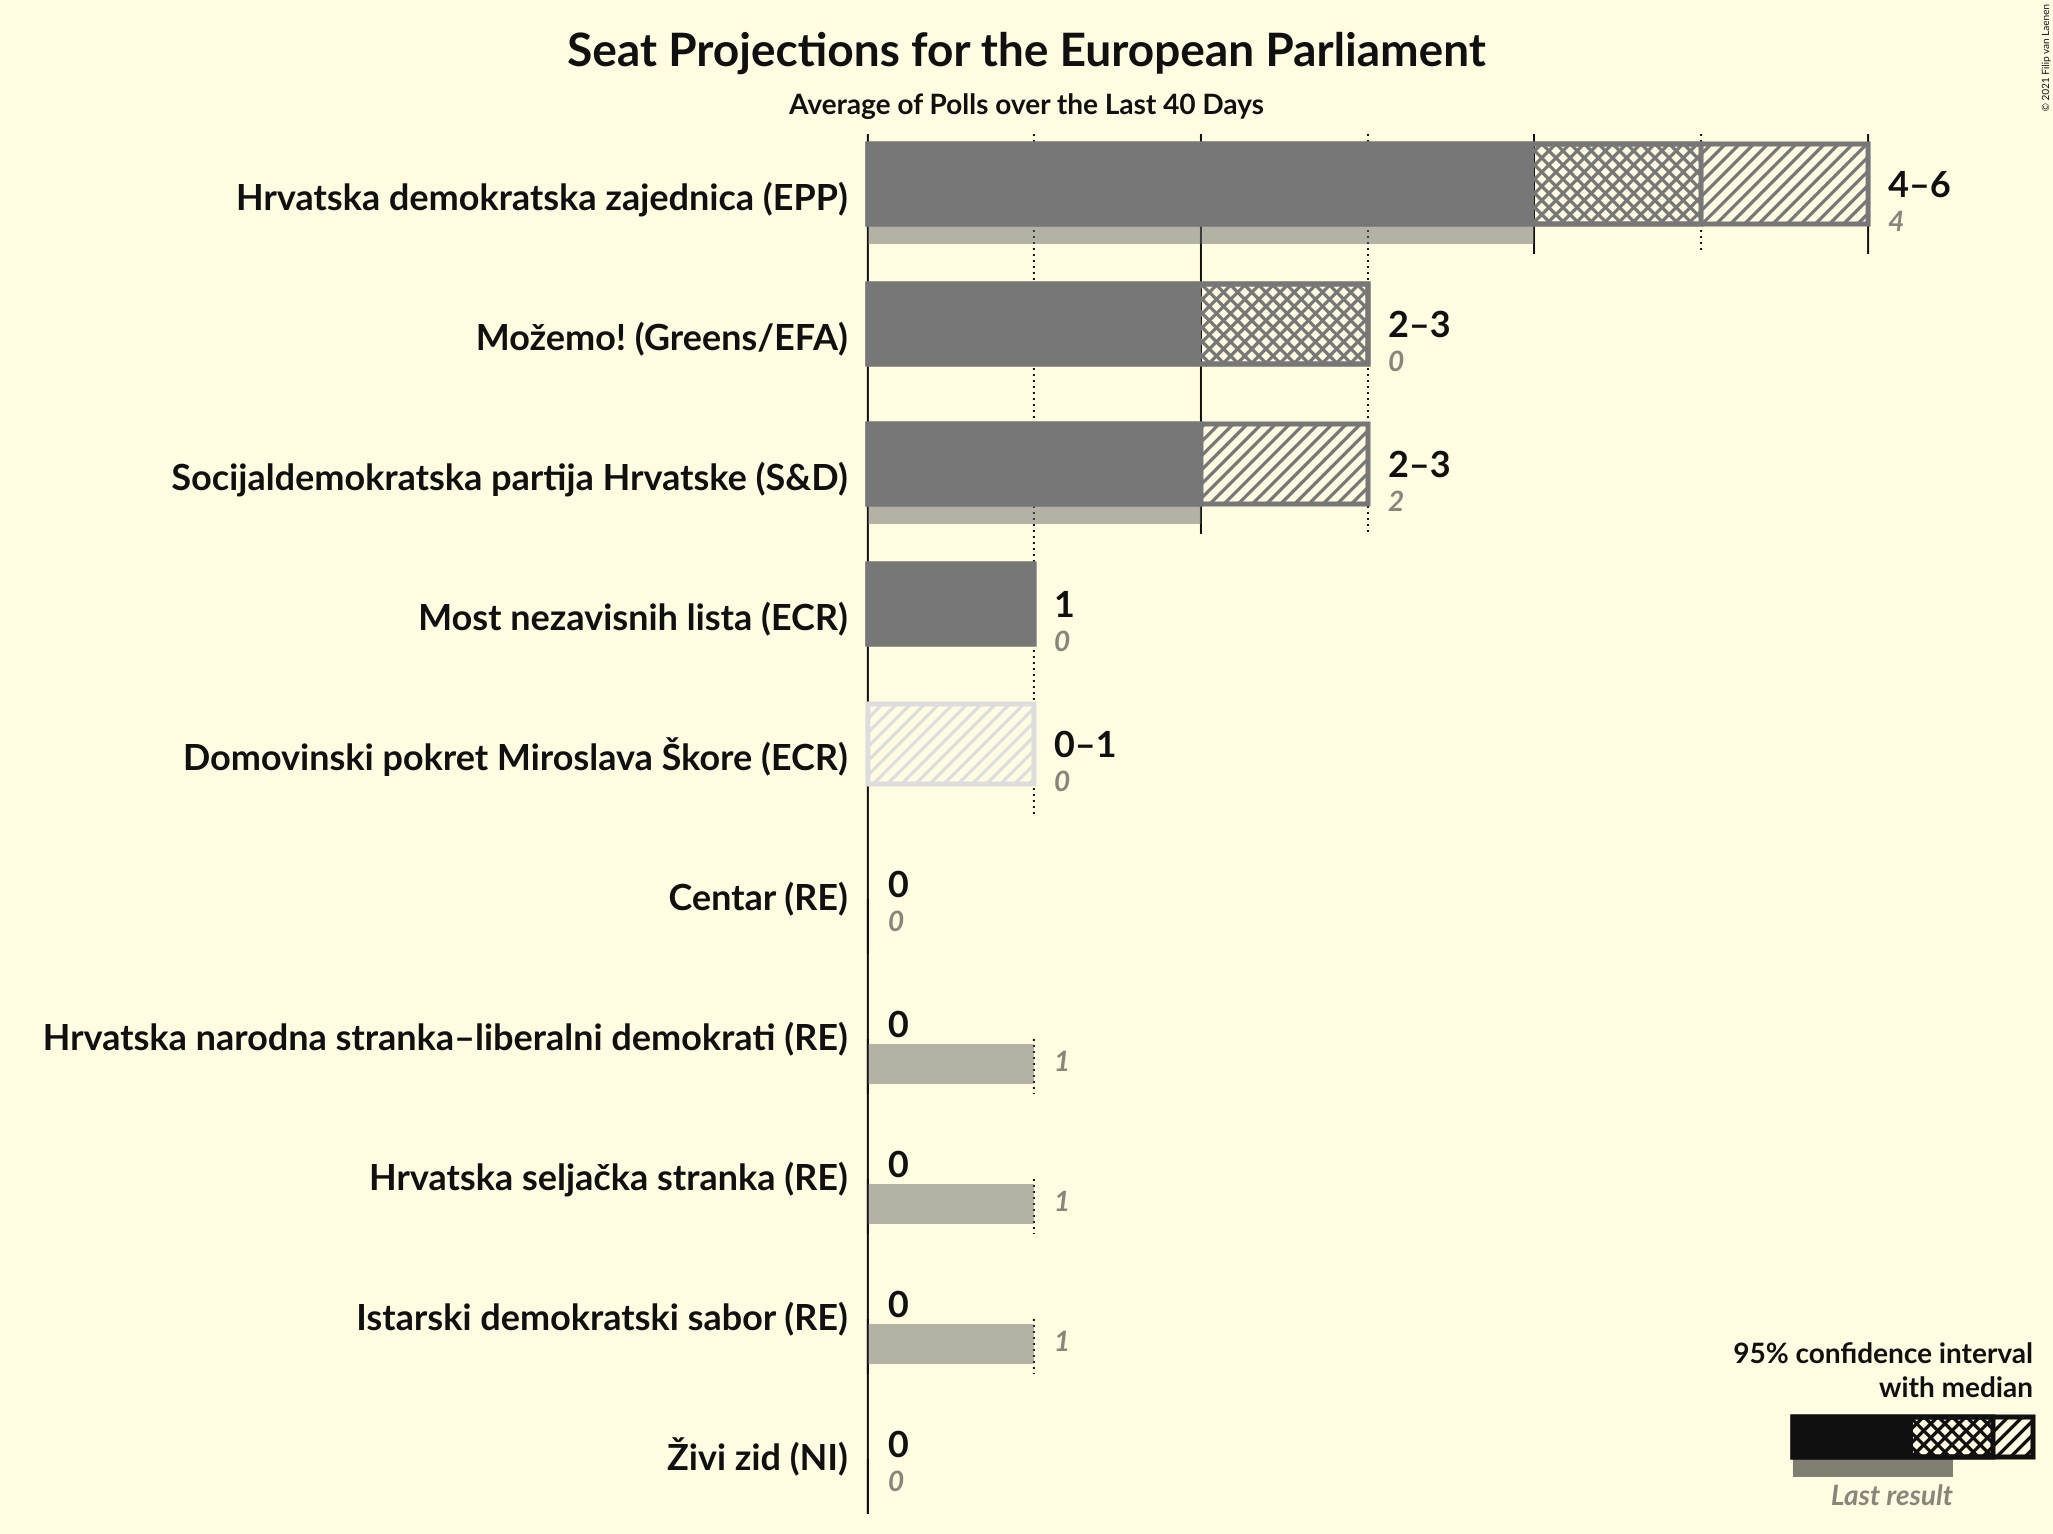 Seat Projections for the European Parliament
Average of Polls over the Last 40 Days
© 2021 Filip van Laenen
Hrvatska demokratska zajednica (EPP)
4–6
4
Možemo! (Greens/EFA)
2–3
0
Socijaldemokratska partija Hrvatske (S&D)
2–3
2
Most nezavisnih lista (ECR)
1
0
Domovinski pokret Miroslava Škore (ECR)
0–1
0
Centar (RE)
0
0
Hrvatska narodna stranka–liberalni demokrati (RE)
0
1
Hrvatska seljačka stranka (RE)
0
1
Istarski demokratski sabor (RE)
0
1
Živi zid (NI)
0
0
95% confidence interval
with median
Last result